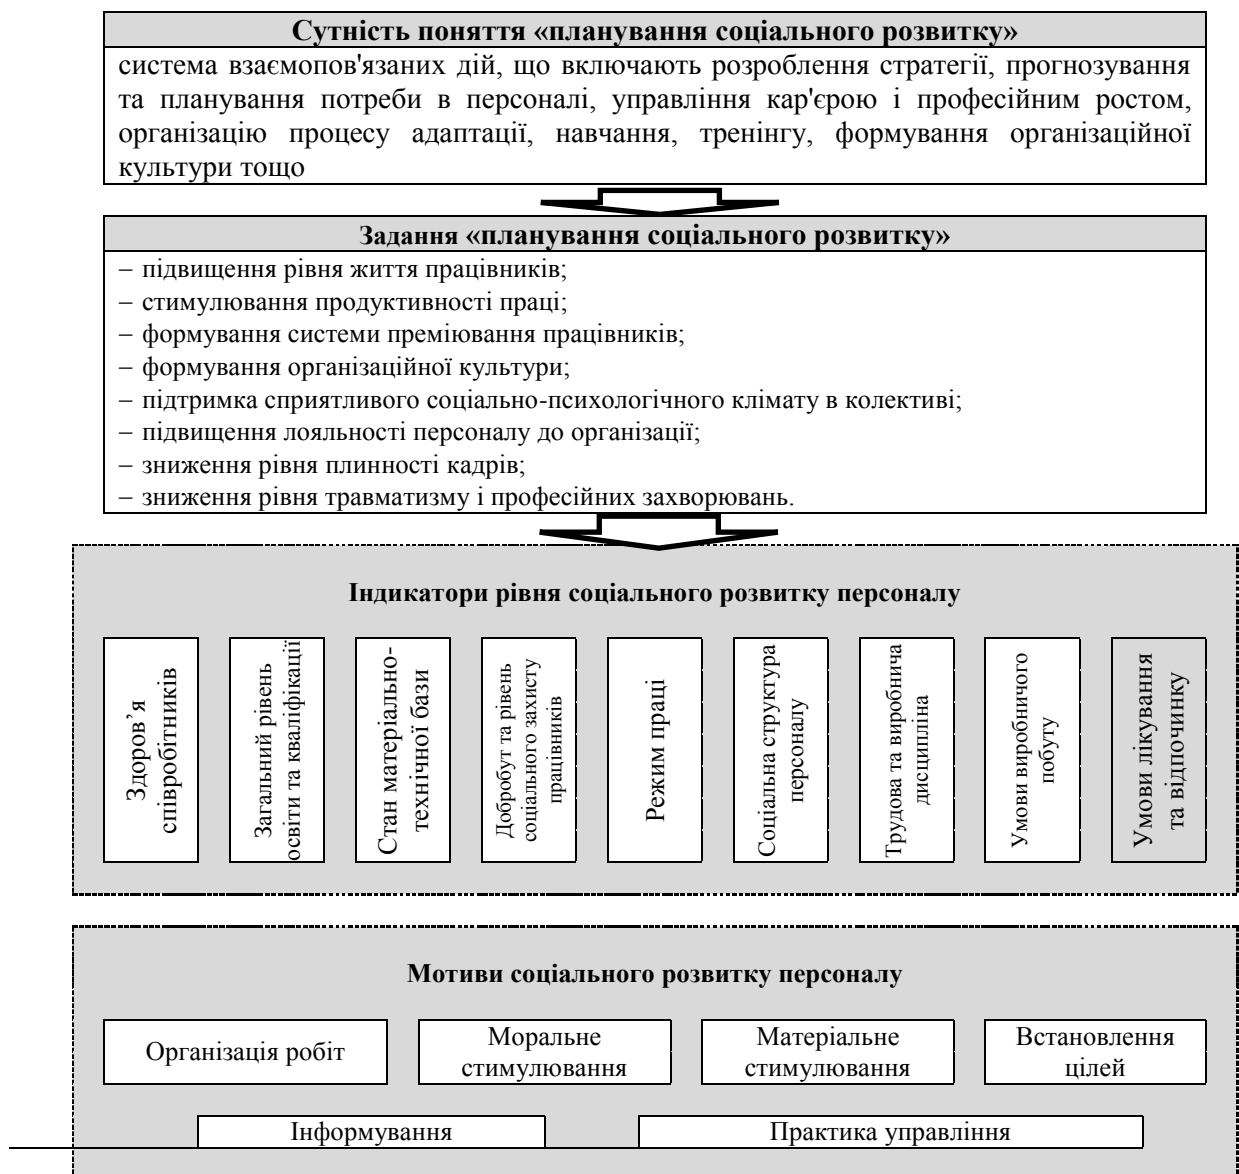 Сутність поняття «планування соціального розвитку»
система взаємопов'язаних дій, що включають розроблення стратегії, прогнозування
та планування потреби в персоналі, управління кар'єрою і професійним ростом,
організацію процесу адаптації, навчання, тренінгу, формування організаційної
культури тощо
Задання «планування соціального розвитку»
– підвищення рівня життя працівників;
– стимулювання продуктивності праці;
– формування системи преміювання працівників;
– формування організаційної культури;
– підтримка сприятливого соціально-психологічного клімату в колективі;
– підвищення лояльності персоналу до організації;
– зниження рівня плинності кадрів;
– зниження рівня травматизму і професійних захворювань.
Індикатори рівня соціального розвитку персоналу
Здоров’я
співробітників
Загальний рівень
освіти та кваліфікації
Стан матеріально-
технічної бази
Добробут та рівень
соціального захисту
працівників
Режим праці
Соціальна структура
персоналу
Трудова та виробнича
дисципліна
Умови виробничого
побуту
Умови лікування
та відпочинку
Мотиви соціального розвитку персоналу
Організація робіт
Моральне
стимулювання
Матеріальне
стимулювання
Встановлення
цілей
Інформування
Практика управління